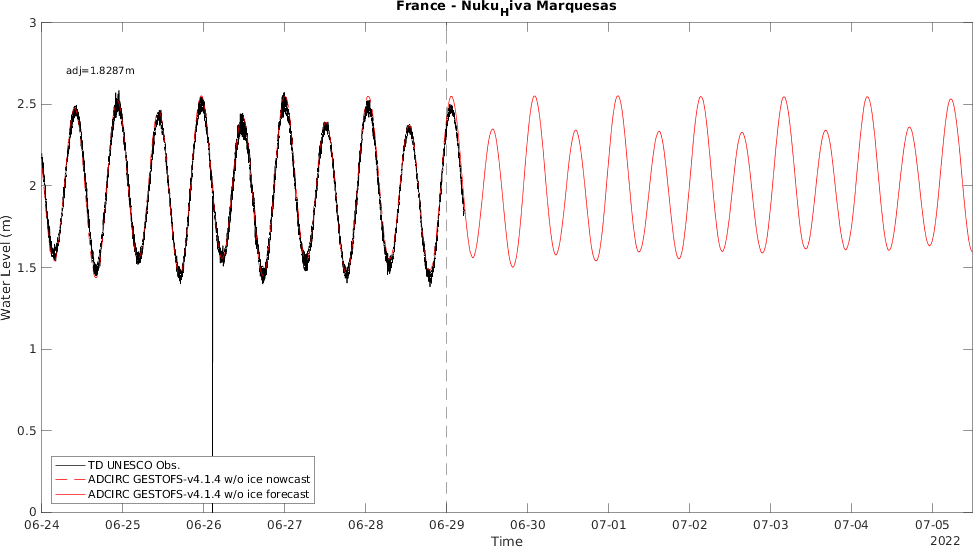 France - Nuku_Hiva Marquesas
adj=1.8287m
3
2.5
2
1.5
1
0.5
0
Water Level (m)
TD UNESCO Obs.
ADCIRC GESTOFS-v4.1.4 w/o ice nowcast
ADCIRC GESTOFS-v4.1.4 w/o ice forecast
06-24 06-25 06-26 06-27 06-28 06-29 06-30 07-01 07-02 07-03 07-04 07-05
Time
2022